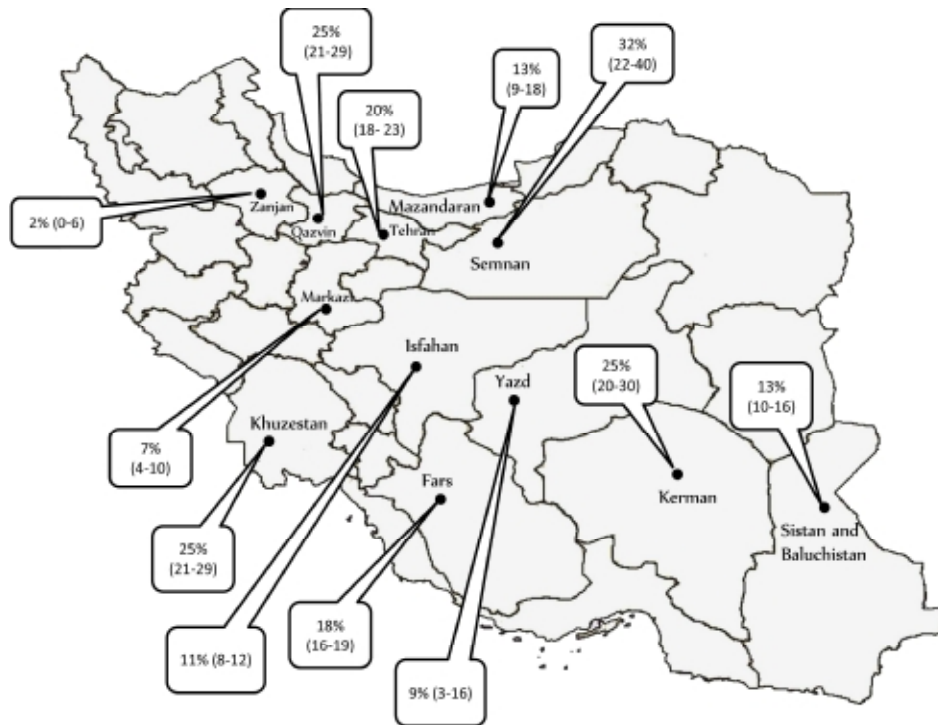 25%
(21-29)
32%
(22-40)
13%
(9-18)
20%
(18- 23)
2% (0-6)
Zanjan
Mazandaran
Qazvin
Tehran
Semnan
Markazi
Isfahan
Yazd
25%
(20-30)
13%
(10-16)
Khuzestan
7%
(4-10)
Fars
Kerman
Sistan and
Baluchistan
25%
(21-29)
18%
(16-19)
11% (8-12)
9% (3-16)